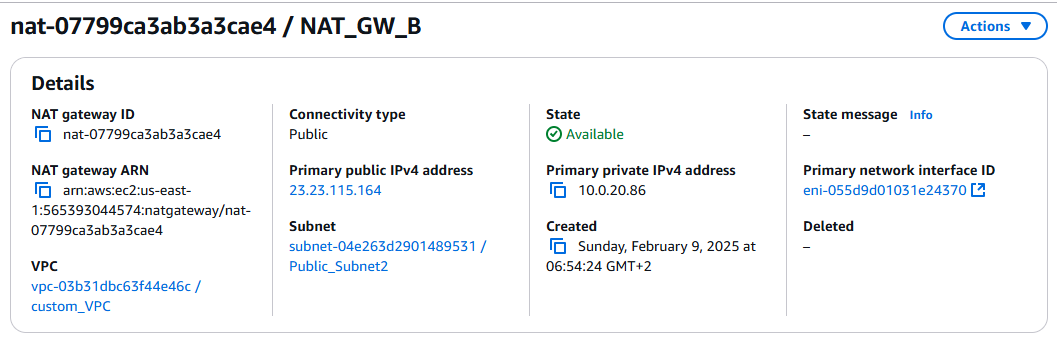 nat-07799ca3ab3a3cae4 / NAT_GW_B
Actions
Details
NAT gateway ID
nat-07799ca3ab3a3cae4
NAT gateway ARN
arn:aws:ec2:us-east-
1:565393044574:natgateway/nat-
07799ca3ab3a3cae4
VPC
vpc-03b31dbc63f44e46c /
custom_VPC
Connectivity type
Public
Primary public IPv4 address
23.23.115.164
Subnet
subnet-04e263d2901489531 /
Public_Subnet2
State
Available
Primary private IPv4 address
10.0.20.86
Created
Sunday, February 9, 2025 at
06:54:24 GMT+2
State message Info
–
Primary network interface ID
eni-055d9d01031e24370
Deleted
–